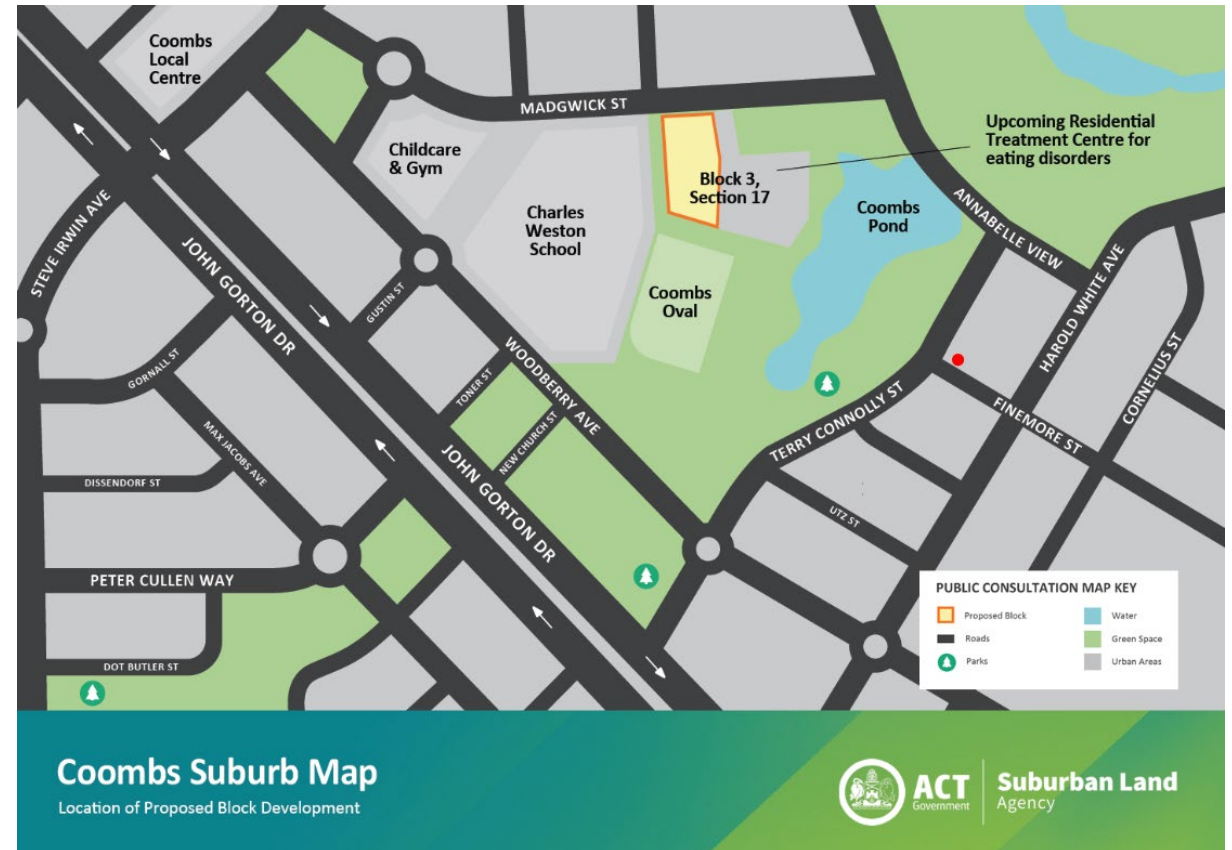 Coombs
Local
Centre
MADGWICK ST
Upcoming Residential
Treatment Centre for
eating disorders
Childcare
& Gym
Block 3,
Section 17
Charles
Weston
School
Coombs
Pond
ANNABELLE VIEW
STEVE IRWIN AVE
JOHN GORTON DR
GUSTIN ST
Coombs
Oval
HAROLD WHITE AVE
CORNELIUS ST
GORNALL ST
TONER ST
WOODBERRY AVE
NEW CHURCH ST
TERRY CONNOLLY ST
FINEMORE ST
MAX JACOBS AVE
JOHN GORTON DR
DISSENDORF ST
UTZ ST
PETER CULLEN WAY
DOT BUTLER ST
PUBLIC CONSULTATION MAP KEY
Proposed Block
Water
Roads
Green Space
Parks
Urban Areas
Coombs Suburb Map
Location of Proposed Block Development
ACT
Government
Suburban Land
Agency